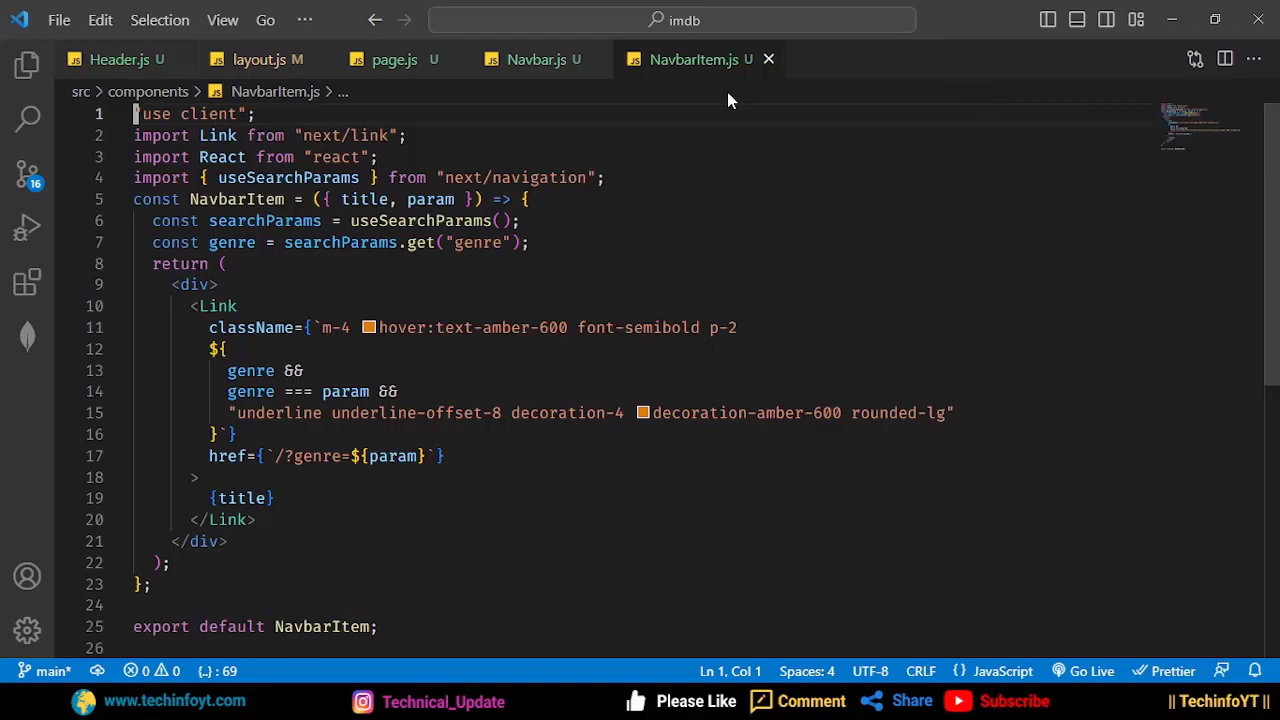 File Edit Selection View Go ··· imdb
JS Header.js U JS layout.js M JS page.js U JS Navbar.js U JS NavbarItem.js U
src > components > JS NavbarItem.js > ...
1 "use client";
2 import Link from "next/link";
3 import React from "react";
4 import { useSearchParams } from "next/navigation";
5 const NavbarItem = ({ title, param }) => {
6 const searchParams = useSearchParams();
7 const genre = searchParams.get("genre");
8 return (
9 <div>
10 <Link
11 className={`m-4 hover:text-amber-600 font-semibold p-2
12 ${
13 genre &&
14 genre === param &&
15 "underline underline-offset-8 decoration-4 decoration-amber-600 rounded-lg"
16 }`}
17 href={`/?genre=${param}`}
18 >
19 {title}
20 </Link>
21 </div>
22 );
23 };
24
25 export default NavbarItem;
26
16
main* 0 0 {..} : 69 Ln 1, Col 1 Spaces: 4 UTF-8 CRLF {} JavaScript Go Live Prettier
www.techinfoyt.com Technical_Update Please Like Comment Share Subscribe || TechinfoYT ||